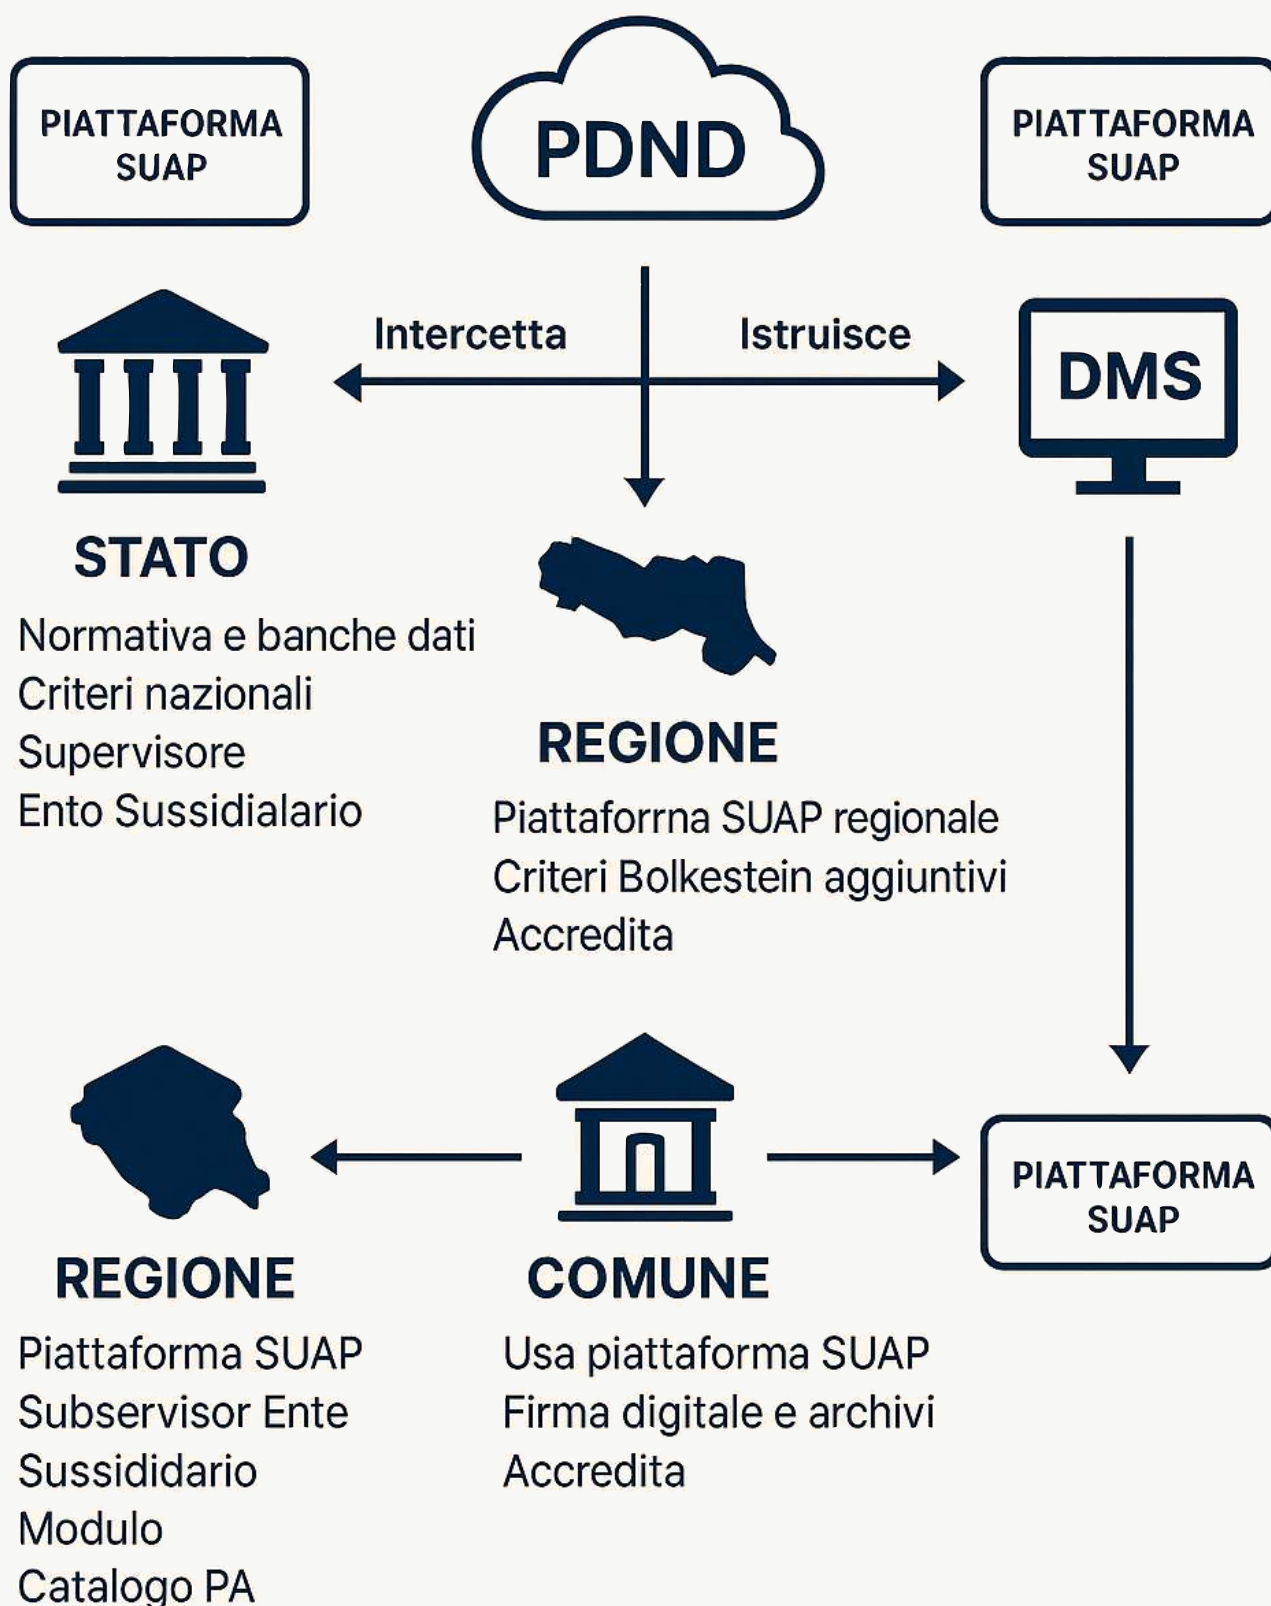 PIATTAFORMA
SUAP
PDND
PIATTAFORMA
SUAP
Intercetta
Istruisce
DMS
STATO
Normativa e banche dati
Criteri nazionali
Supervisore
Ento Sussidialario
REGIONE
Piattaforrna SUAP regionale
Criteri Bolkestein aggiuntivi
Accredita
PIATTAFORMA
SUAP
REGIONE
Piattaforma SUAP
Subservisor Ente
Sussididario
Modulo
Catalogo PA
COMUNE
Usa piattaforma SUAP
Firma digitale e archivi
Accredita